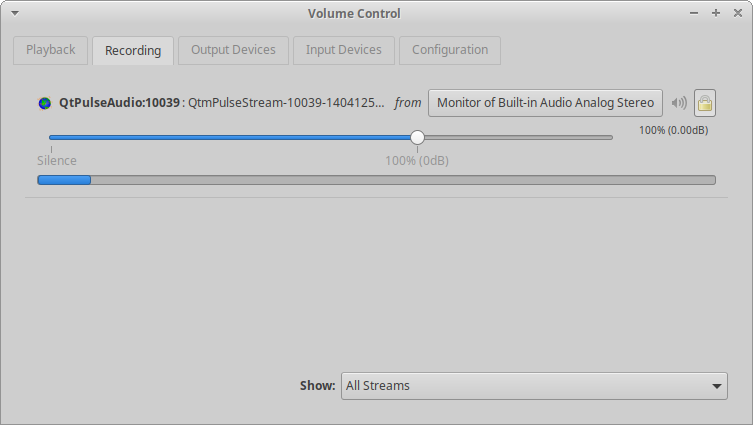 Volume Control
Playback Recording Output Devices Input Devices Configuration
QtPulseAudio:10039 : QtmPulseStream-10039-1404125... from Monitor of Built-in Audio Analog Stereo
100% (0.00dB)
Silence 100% (0dB)
Show: All Streams